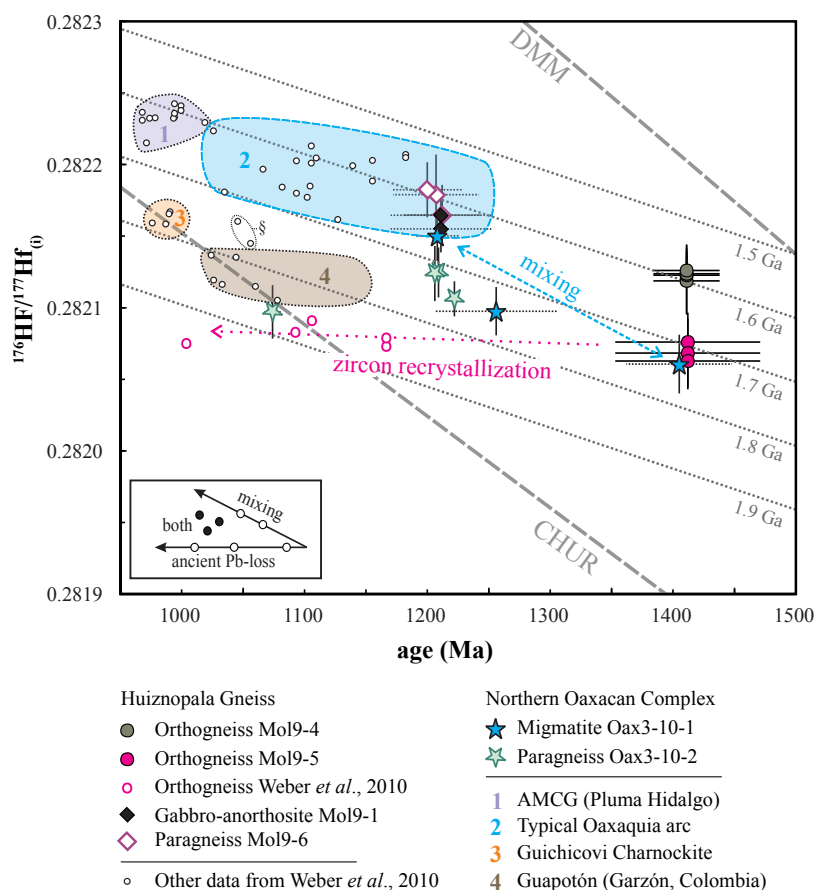 0.2823
0.2822
0.2821
0.2820
0.2819
176HF/177Hf(i)
DMM
1
2
3
§
4
mixing
zircon recrystallization
1.5 Ga
1.6 Ga
1.7 Ga
1.8 Ga
1.9 Ga
CHUR
mixing
both
ancient Pb-loss
1000
1100
1200
1300
1400
1500
age (Ma)
Huiznopala Gneiss
Orthogneiss Mol9-4
Orthogneiss Mol9-5
Orthogneiss Weber et al., 2010
Gabbro-anorthosite Mol9-1
Paragneiss Mol9-6
Other data from Weber et al., 2010
Northern Oaxacan Complex
Migmatite Oax3-10-1
Paragneiss Oax3-10-2
1 AMCG (Pluma Hidalgo)
2 Typical Oaxaquia arc
3 Guichicovi Charnockite
4 Guapotón (Garzón, Colombia)